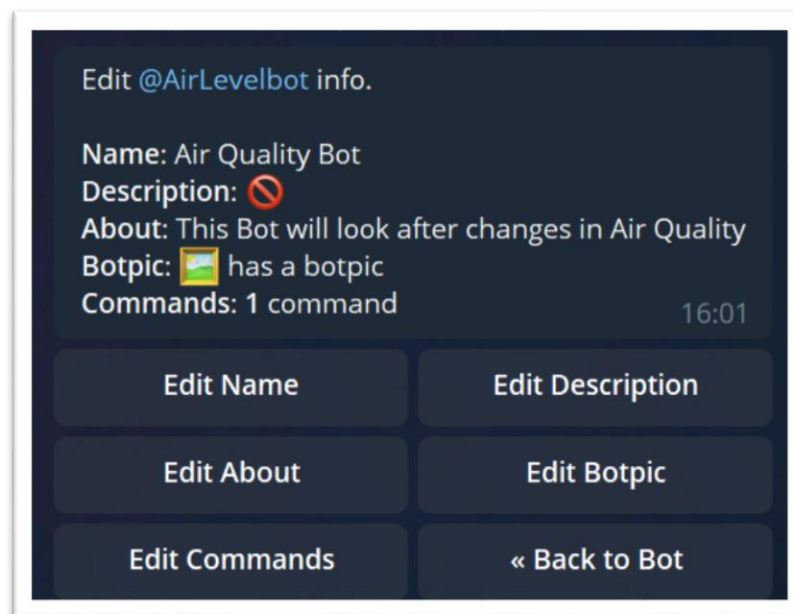 Edit @AirLevelbot info.
Name: Air Quality Bot
Description: 🚫
About: This Bot will look after changes in Air Quality
Botpic: 🖼 has a botpic
Commands: 1 command
16:01
Edit Name
Edit Description
Edit About
Edit Botpic
Edit Commands
« Back to Bot